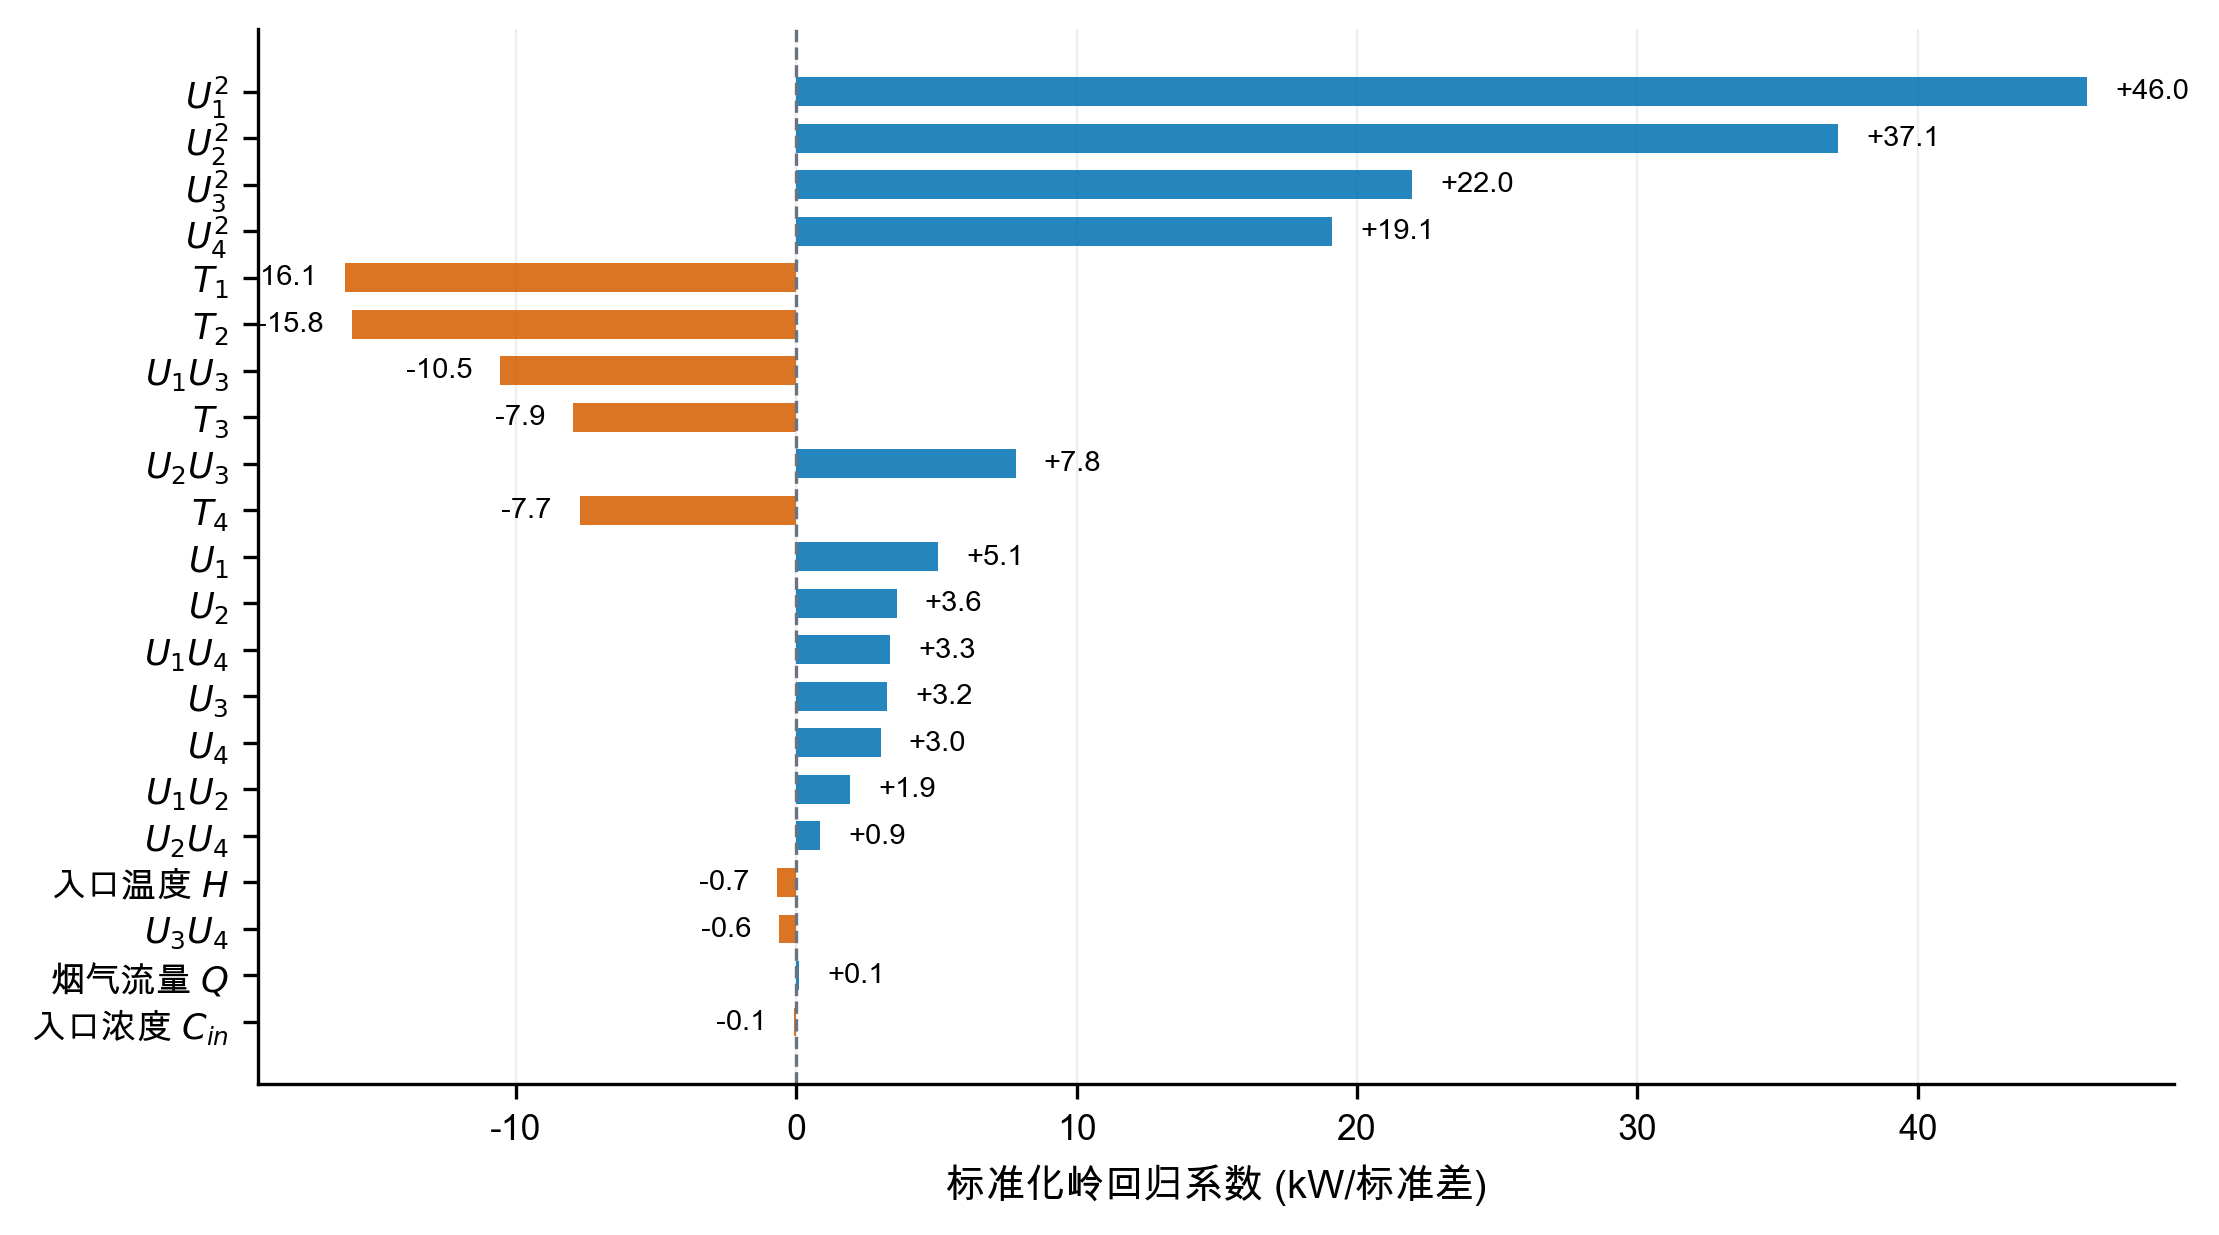 U₁² +46.0
U₂² +37.1
U₃² +22.0
U₄² +19.1
T₁ 16.1
T₂ -15.8
U₁U₃ -10.5
T₃ -7.9
U₂U₃ +7.8
T₄ -7.7
U₁ +5.1
U₂ +3.6
U₁U₄ +3.3
U₃ +3.2
U₄ +3.0
U₁U₂ +1.9
U₂U₄ +0.9
入口温度 H -0.7
U₃U₄ -0.6
烟气流量 Q +0.1
入口浓度 C_in -0.1
-10 0 10 20 30 40
标准化岭回归系数 (kW/标准差)